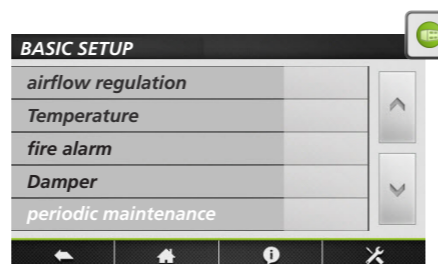 BASIC SETUP
airflow regulation
Temperature
fire alarm
Damper
periodic maintenance